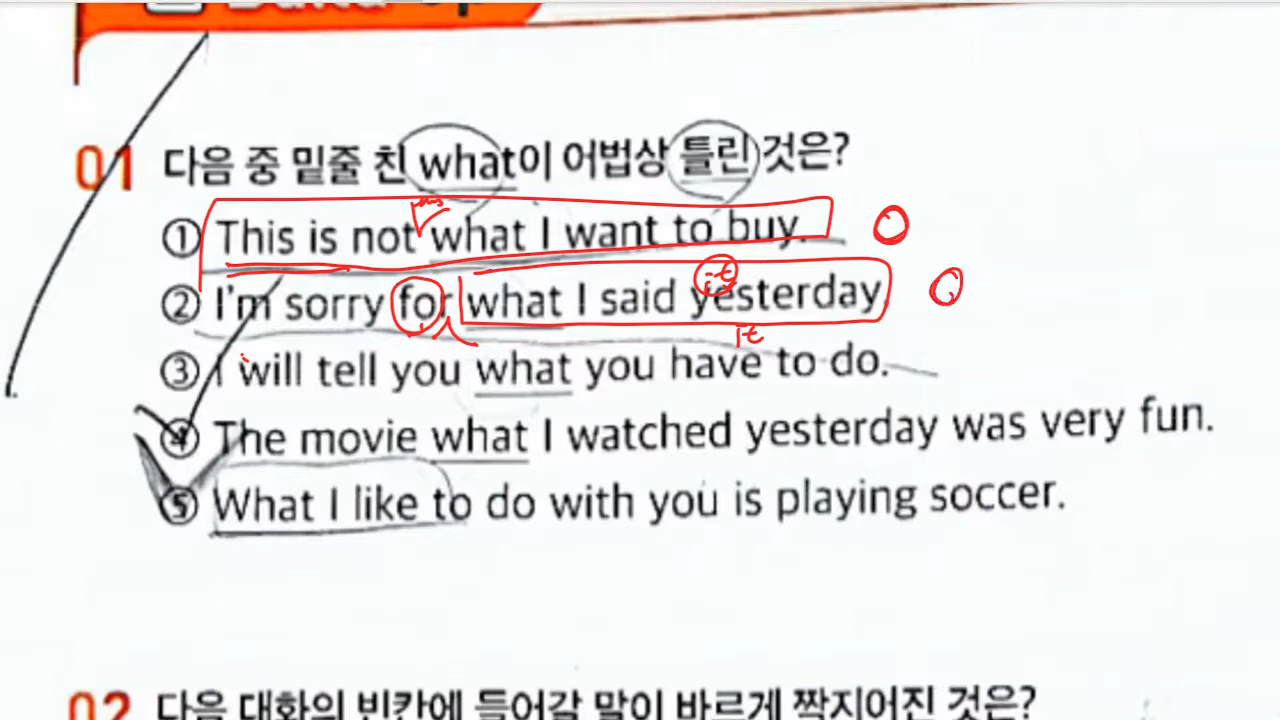 01 다음 중 밑줄 친 what이 어법상 틀린 것은?
① This is not what I want to buy.
it
② I'm sorry for what I said yesterday.
it
③ I will tell you what you have to do.
④ The movie what I watched yesterday was very fun.
⑤ What I like to do with you is playing soccer.
02 다음 대화의 빈칸에 들어갈 말이 바르게 짝지어진 것은?